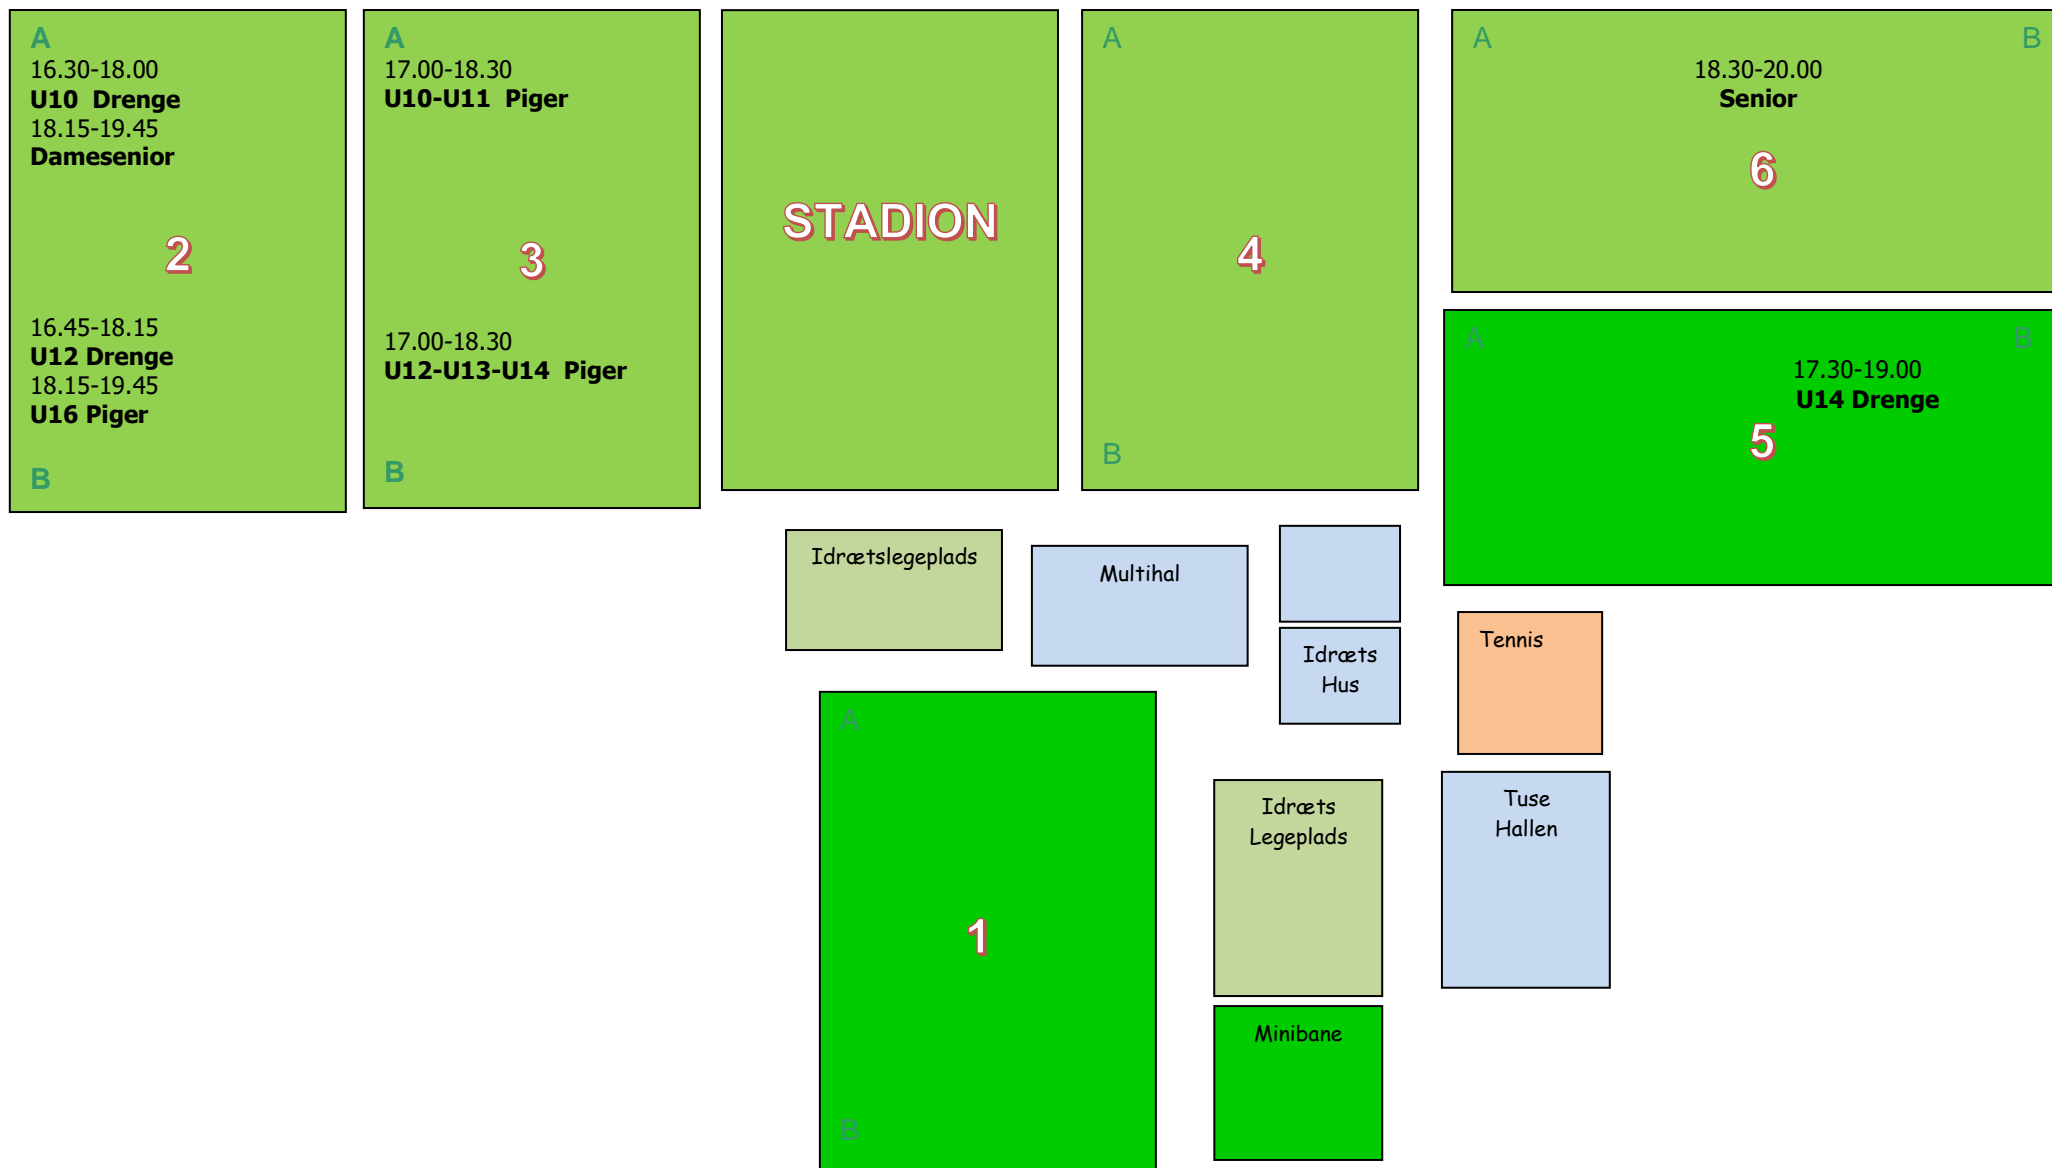 A
16.30-18.00
U10 Drenge
18.15-19.45
Damesenior
2
16.45-18.15
U12 Drenge
18.15-19.45
U16 Piger
B
A
17.00-18.30
U10-U11 Piger
3
17.00-18.30
U12-U13-U14 Piger
B
STADION
A
4
B
A B
18.30-20.00
Senior
6
A B
17.30-19.00
U14 Drenge
5
Idrætslegeplads
Multihal
Idræts
Hus
Tennis
A
1
B
Idræts
Legeplads
Tuse
Hallen
Minibane